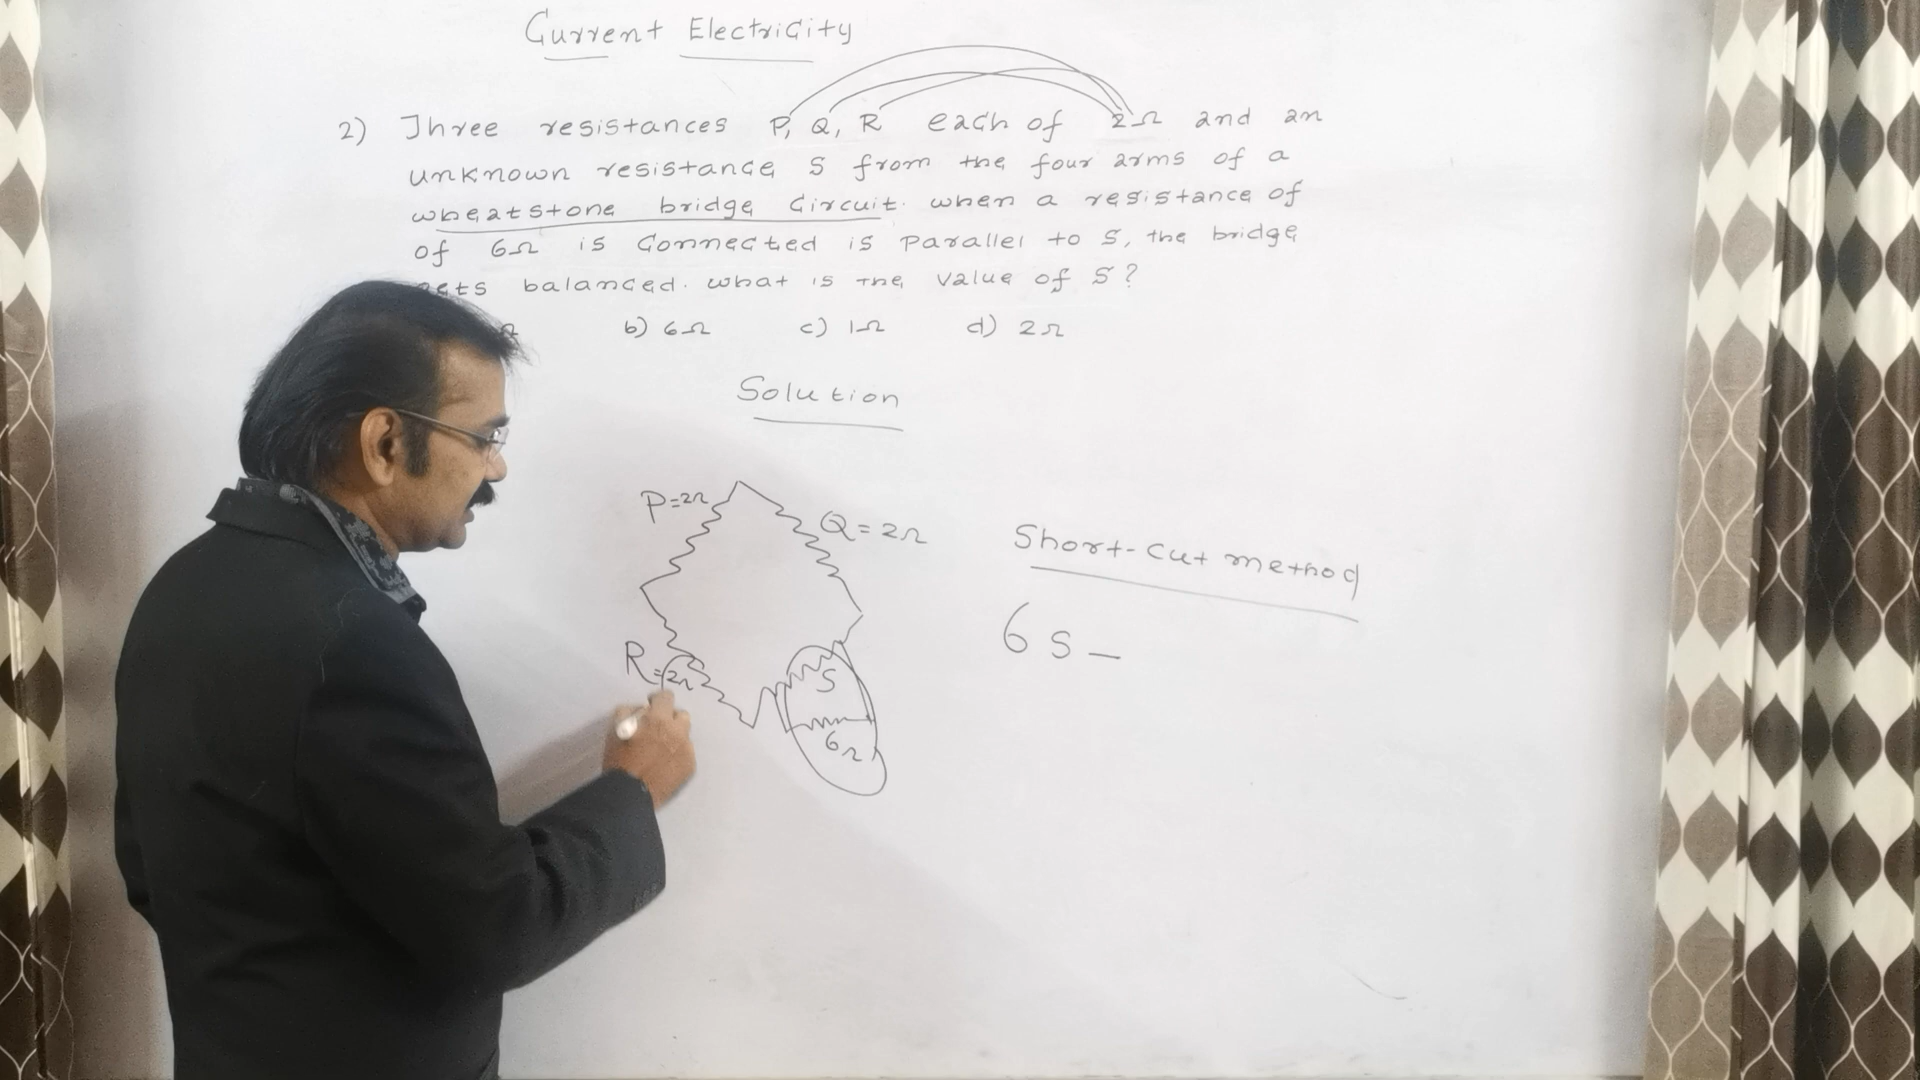 Current Electricity
2) Three resistances P, Q, R each of 2Ω and an
unknown resistance S from the four arms of a
wheatstone bridge circuit. when a resistance of
of 6Ω is connected is parallel to S, the bridge
gets balanced. what is the value of S?
b) 6Ω c) 1Ω d) 2Ω
Solution
P=2Ω
Q=2Ω
Short-cut method
6 S -
R=2Ω
S
6Ω